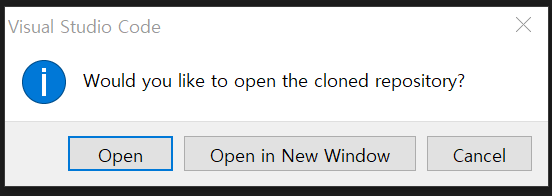 Visual Studio Code
Would you like to open the cloned repository?
Open
Open in New Window
Cancel